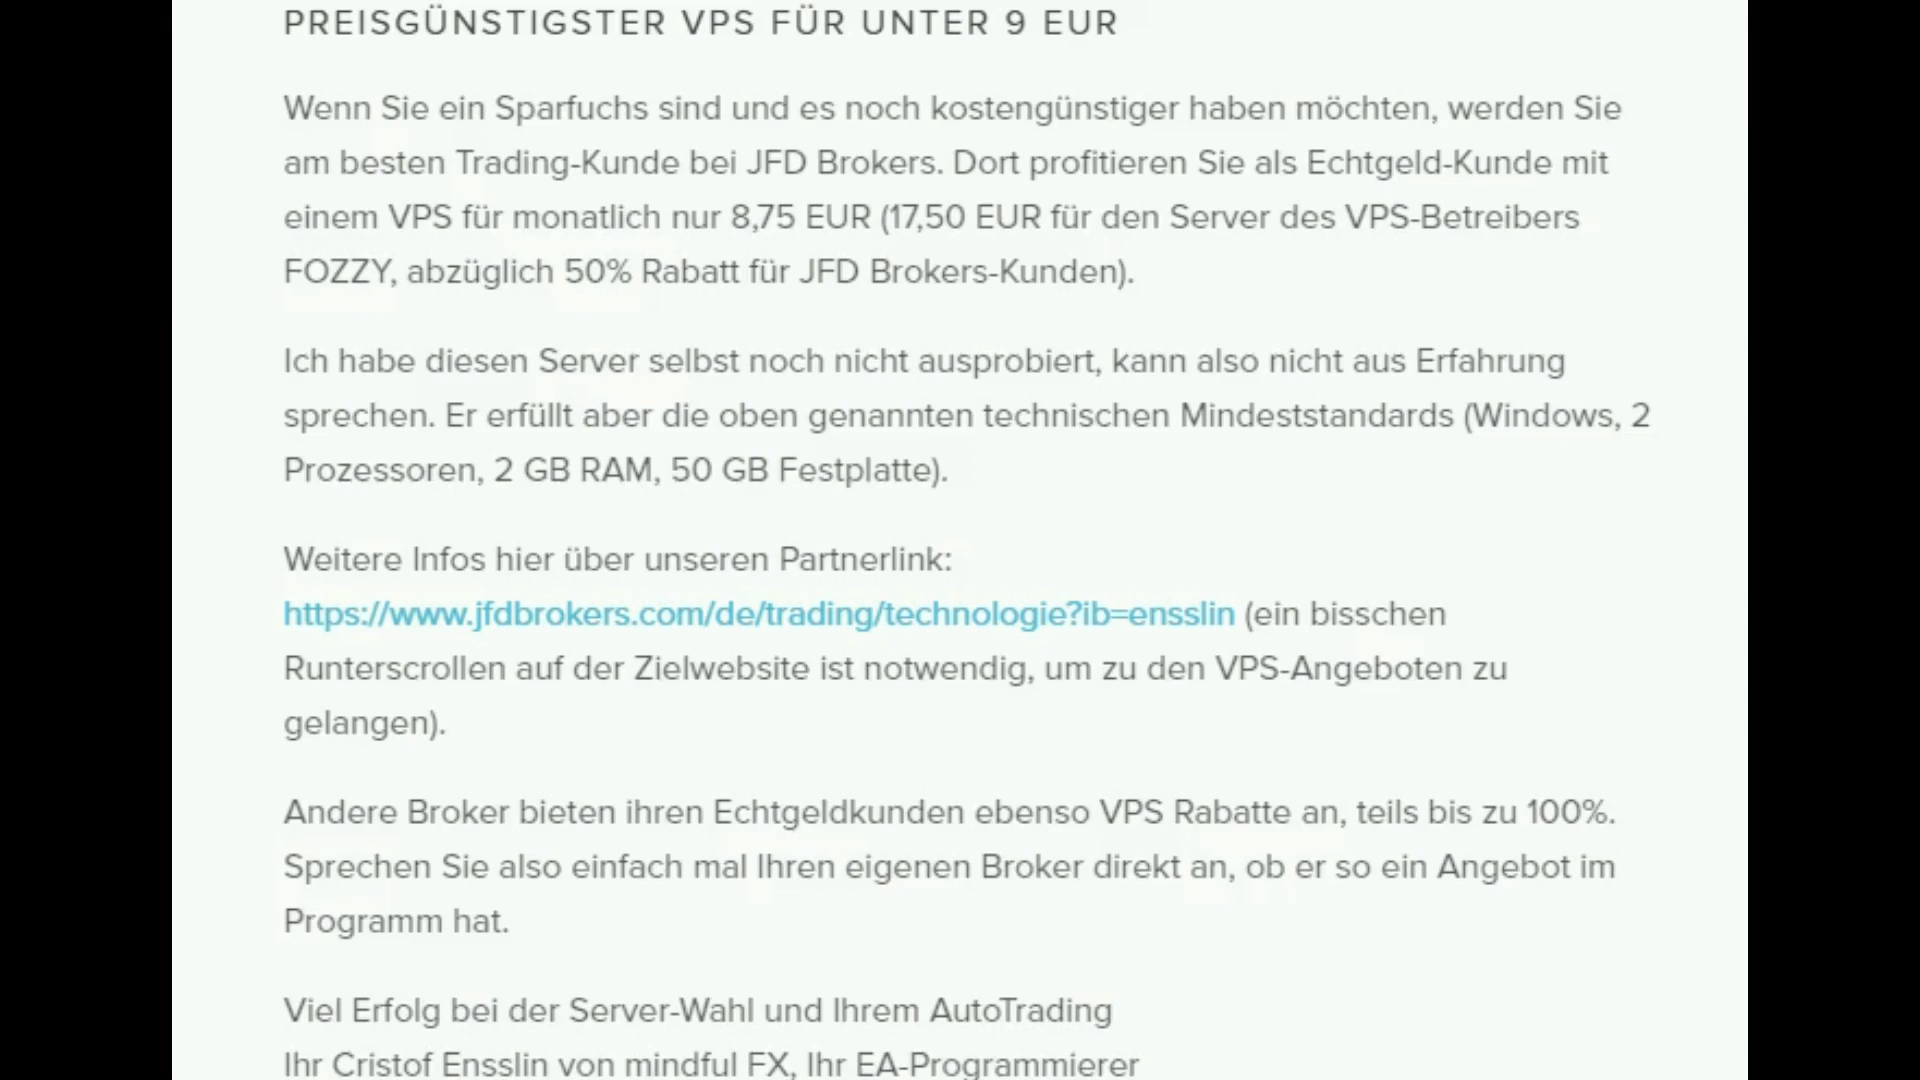 PREISGÜNSTIGSTER VPS FÜR UNTER 9 EUR
Wenn Sie ein Sparfuchs sind und es noch kostengünstiger haben möchten, werden Sie
am besten Trading-Kunde bei JFD Brokers. Dort profitieren Sie als Echtgeld-Kunde mit
einem VPS für monatlich nur 8,75 EUR (17,50 EUR für den Server des VPS-Betreibers
FOZZY, abzüglich 50% Rabatt für JFD Brokers-Kunden).
Ich habe diesen Server selbst noch nicht ausprobiert, kann also nicht aus Erfahrung
sprechen. Er erfüllt aber die oben genannten technischen Mindeststandards (Windows, 2
Prozessoren, 2 GB RAM, 50 GB Festplatte).
Weitere Infos hier über unseren Partnerlink:
https://www.jfdbrokers.com/de/trading/technologie?ib=ensslin (ein bisschen
Runterscrollen auf der Zielwebsite ist notwendig, um zu den VPS-Angeboten zu
gelangen).
Andere Broker bieten ihren Echtgeldkunden ebenso VPS Rabatte an, teils bis zu 100%.
Sprechen Sie also einfach mal Ihren eigenen Broker direkt an, ob er so ein Angebot im
Programm hat.
Viel Erfolg bei der Server-Wahl und Ihrem AutoTrading
Ihr Cristof Ensslin von mindful FX, Ihr EA-Programmierer